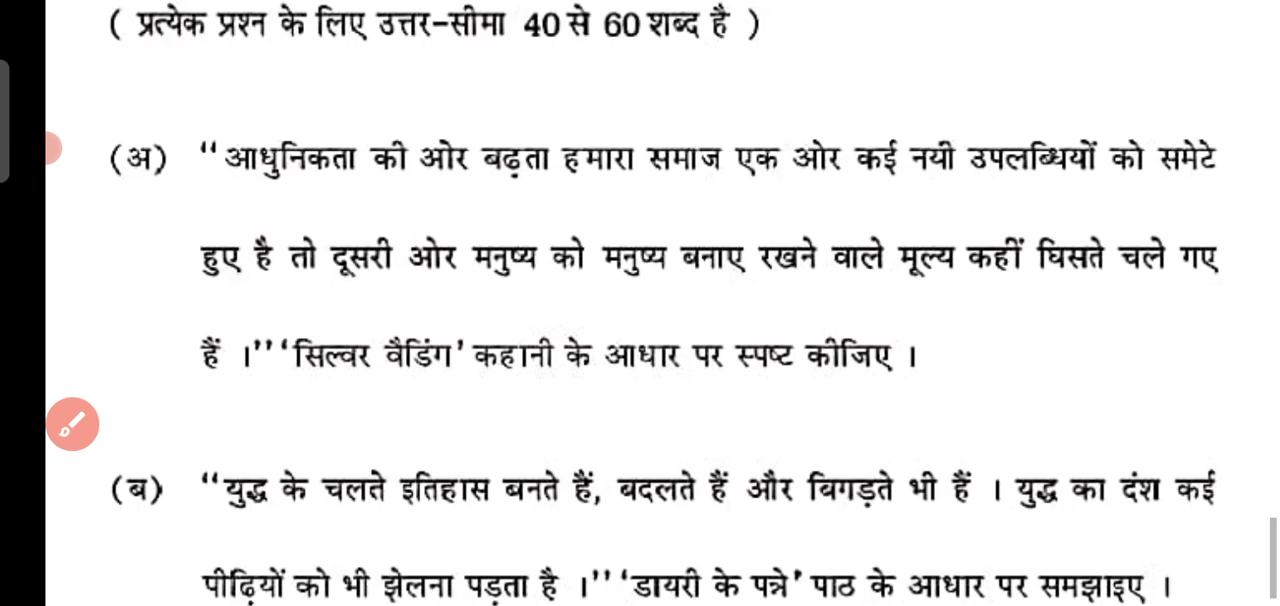 ( प्रत्येक प्रश्न के लिए उत्तर-सीमा 40 से 60 शब्द है )
(अ) “आधुनिकता की ओर बढ़ता हमारा समाज एक ओर कई नयी उपलब्धियों को समेटे
हुए है तो दूसरी ओर मनुष्य को मनुष्य बनाए रखने वाले मूल्य कहीं घिसते चले गए
हैं ।” ‘सिल्वर वैडिंग’ कहानी के आधार पर स्पष्ट कीजिए ।
(ब) “युद्ध के चलते इतिहास बनते हैं, बदलते हैं और बिगड़ते भी हैं । युद्ध का दंश कई
पीढ़ियों को भी झेलना पड़ता है ।” ‘डायरी के पन्ने’ पाठ के आधार पर समझाइए ।